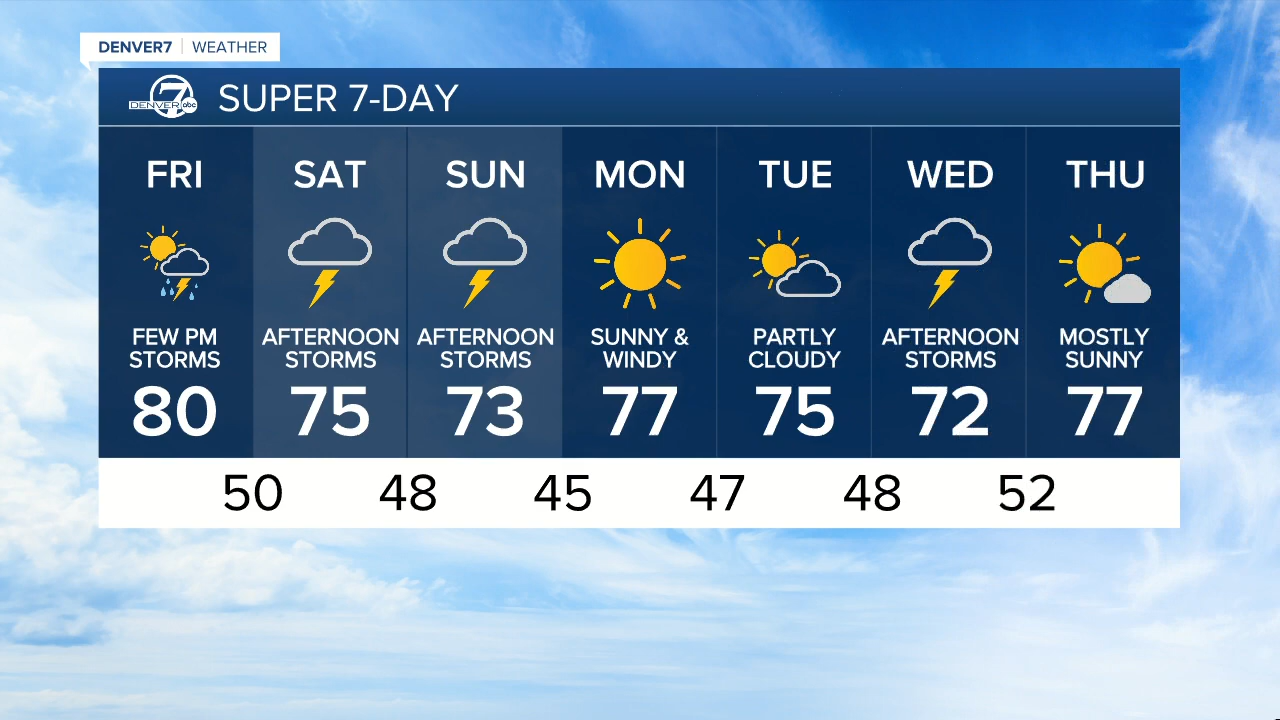 DENVER7 | WEATHER
7
DENVER abc
SUPER 7-DAY
FRI SAT SUN MON TUE WED THU
FEW PM AFTERNOON AFTERNOON SUNNY & PARTLY AFTERNOON MOSTLY
STORMS STORMS STORMS WINDY CLOUDY STORMS SUNNY
80 75 73 77 75 72 77
50 48 45 47 48 52